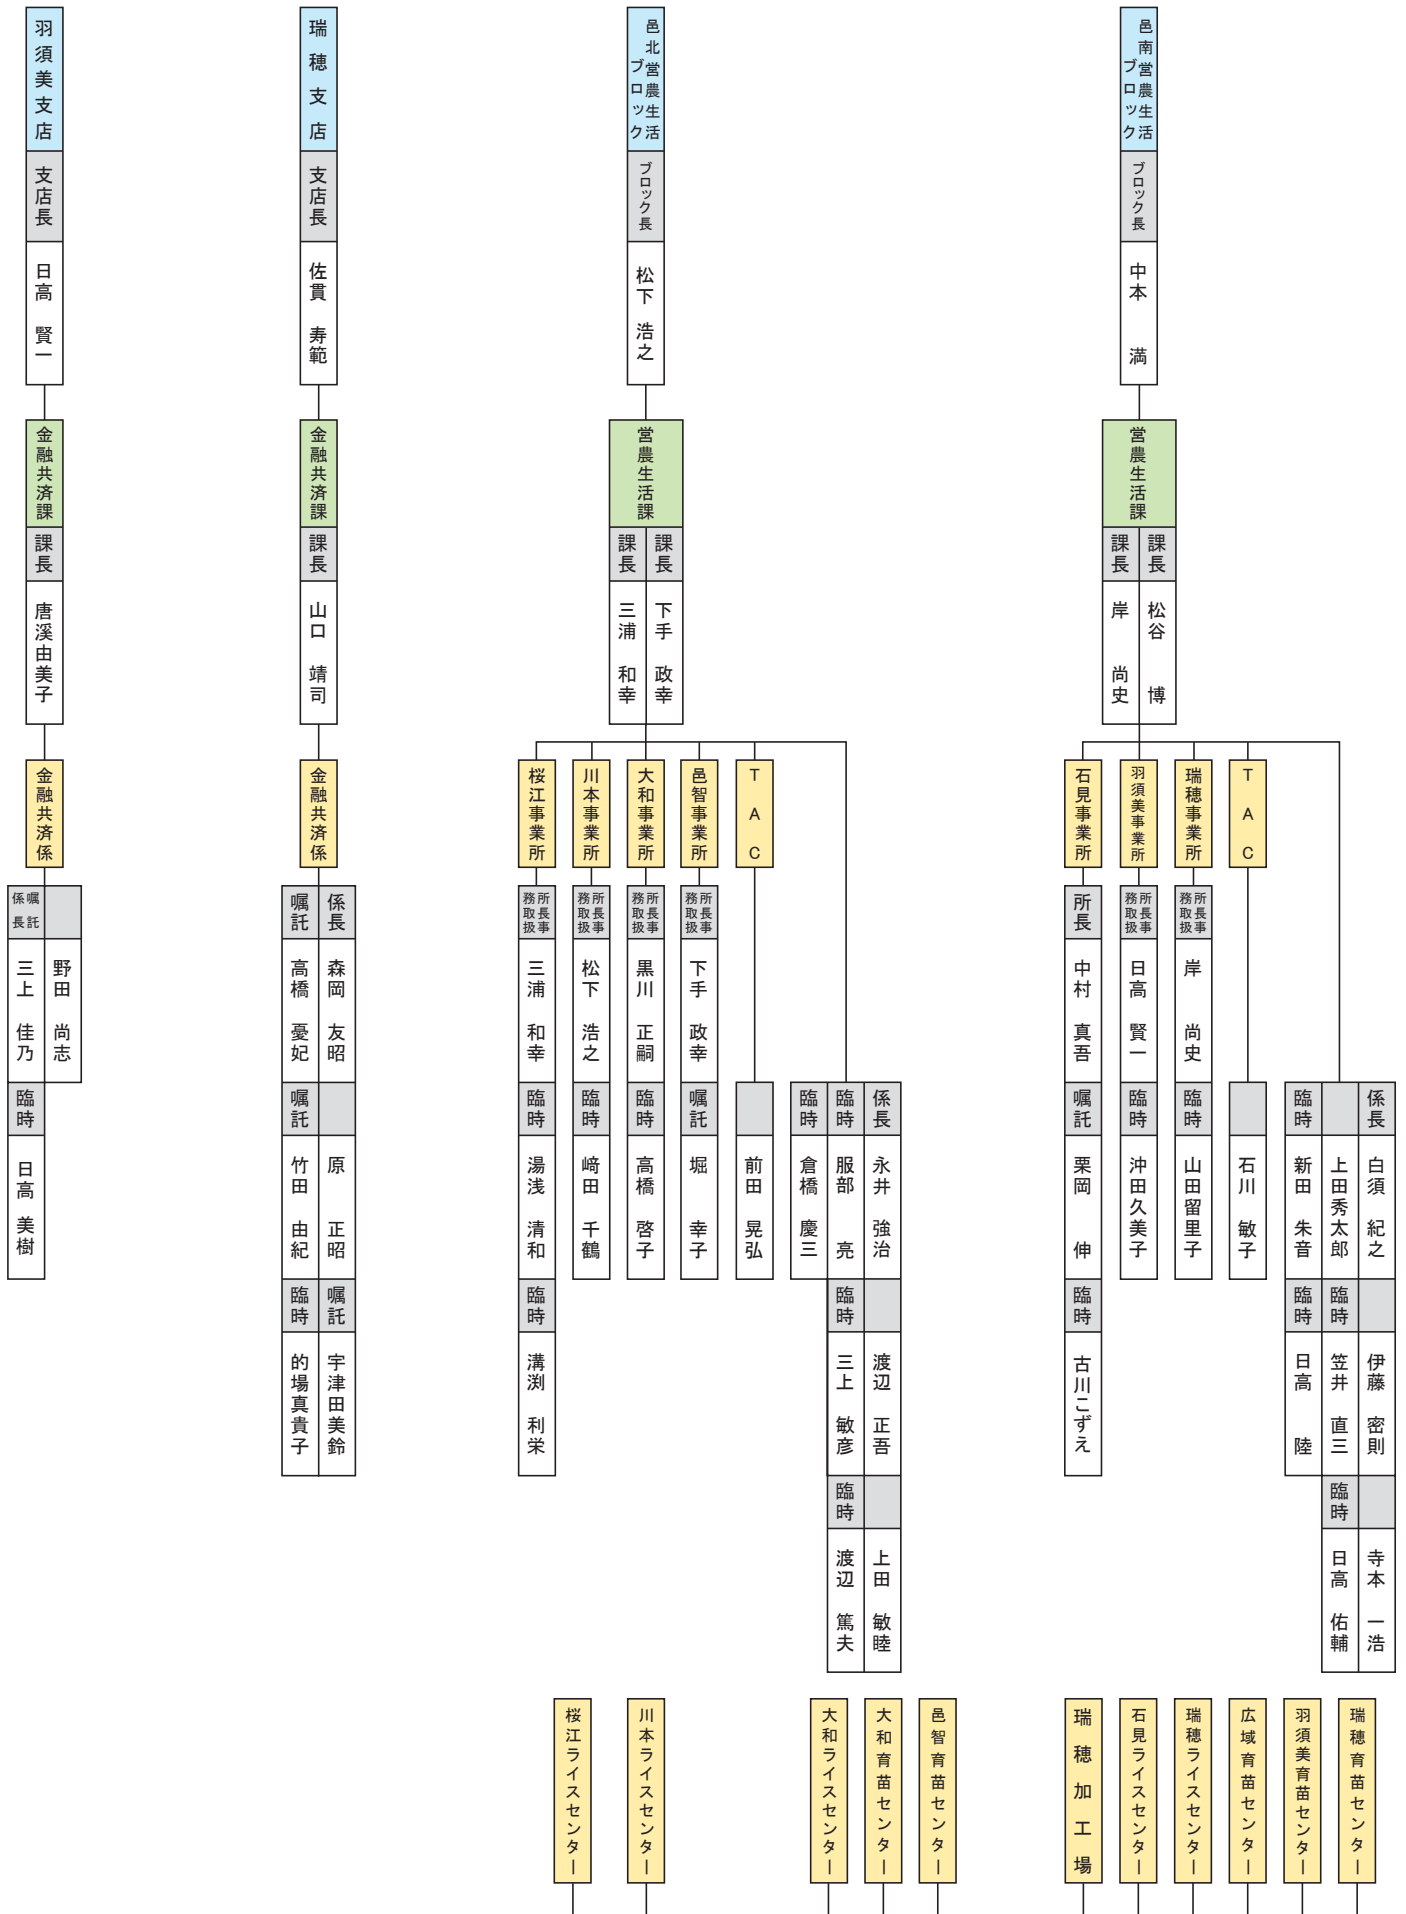 邑南営農生活ブロック
ブロック長
中本 満
営農生活課
課長
松谷 博
課長
岸 尚史
係長
白須 紀之
伊藤 密則
寺本 一浩
上田秀太郎
臨時
笠井 直三
臨時
日高 佑輔
臨時
新田 朱音
臨時
日高 陸
TAC
石川 敏子
瑞穂事業所
所長事務取扱
岸 尚史
臨時
山田留里子
羽須美事業所
所長事務取扱
日高 賢一
臨時
沖田久美子
石見事業所
所長
中村 真吾
嘱託
栗岡 伸
臨時
古川こずえ
瑞穂育苗センター
羽須美育苗センター
広域育苗センター
瑞穂ライスセンター
石見ライスセンター
瑞穂加工場
邑北営農生活ブロック
ブロック長
松下 浩之
営農生活課
課長
下手 政幸
課長
三浦 和幸
係長
永井 強治
渡辺 正吾
上田 敏睦
臨時
服部 亮
臨時
三上 敏彦
臨時
渡辺 篤夫
臨時
倉橋 慶三
TAC
前田 晃弘
邑智事業所
所長事務取扱
下手 政幸
嘱託
堀 幸子
大和事業所
所長事務取扱
黒川 正嗣
臨時
高橋 啓子
川本事業所
所長事務取扱
松下 浩之
臨時
﨑田 千鶴
桜江事業所
所長事務取扱
三浦 和幸
臨時
湯浅 清和
臨時
溝渕 利栄
邑智育苗センター
大和育苗センター
大和ライスセンター
川本ライスセンター
桜江ライスセンター
瑞穂支店
支店長
佐貫 寿範
金融共済課
課長
山口 靖司
金融共済係
係長
森岡 友昭
原 正昭
嘱託
宇津田美鈴
嘱託
高橋 憂妃
嘱託
竹田 由紀
臨時
的場真貴子
羽須美支店
支店長
日高 賢一
金融共済課
課長
唐溪由美子
金融共済係
野田 尚志
嘱託係長
三上 佳乃
臨時
日高 美樹